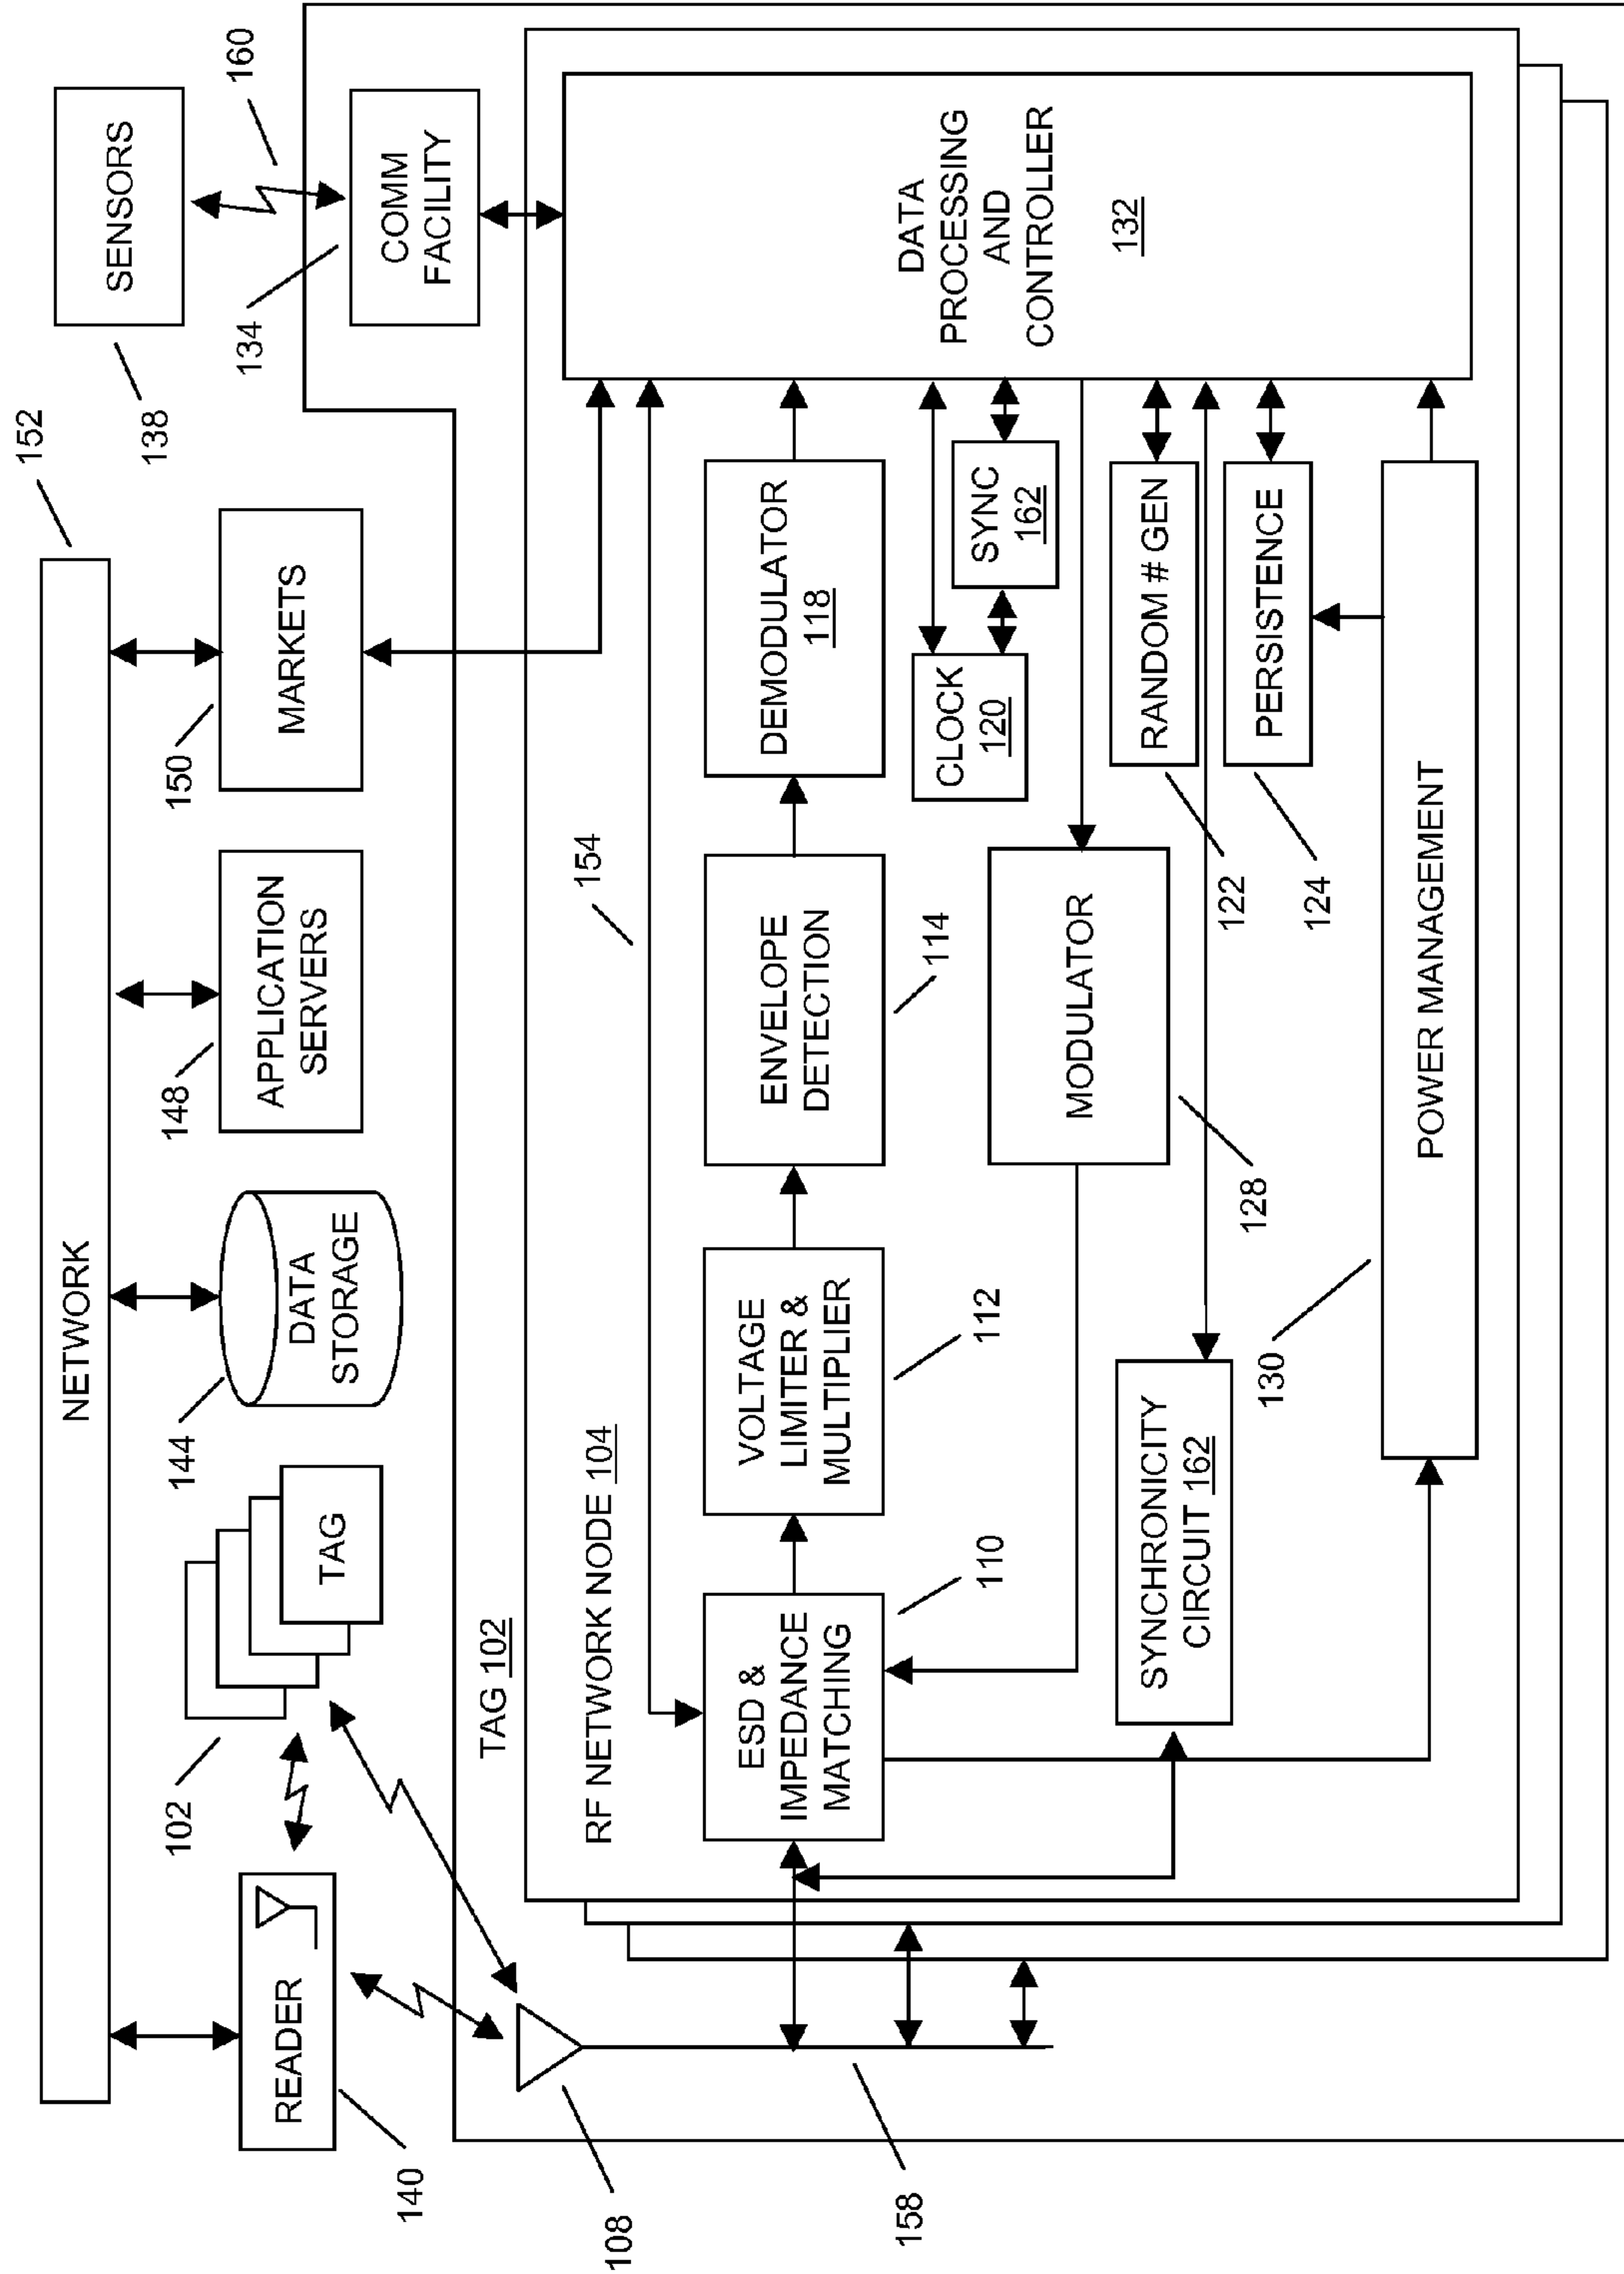 152
NETWORK
READER
140
102
TAG
144
DATA
STORAGE
148
APPLICATION
SERVERS
150
MARKETS
138
SENSORS
160
134
COMM
FACILITY
108
158
TAG 102
RF NETWORK NODE 104
154
ESD &
IMPEDANCE
MATCHING
110
VOLTAGE
LIMITER &
MULTIPLIER
112
ENVELOPE
DETECTION
114
DEMODULATOR
118
CLOCK
120
SYNC
162
DATA
PROCESSING
AND
CONTROLLER
132
MODULATOR
128
RANDOM # GEN
122
SYNCHRONICITY
CIRCUIT 162
PERSISTENCE
124
130
POWER MANAGEMENT